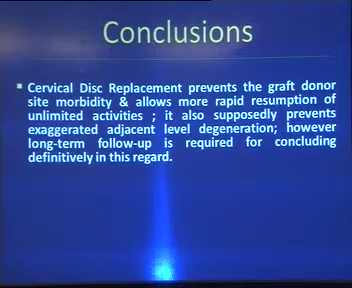 Conclusions
Cervical Disc Replacement prevents the graft donor
site morbidity & allows more rapid resumption of
unlimited activities ; it also supposedly prevents
exaggerated adjacent level degeneration; however
long-term follow-up is required for concluding
definitively in this regard.